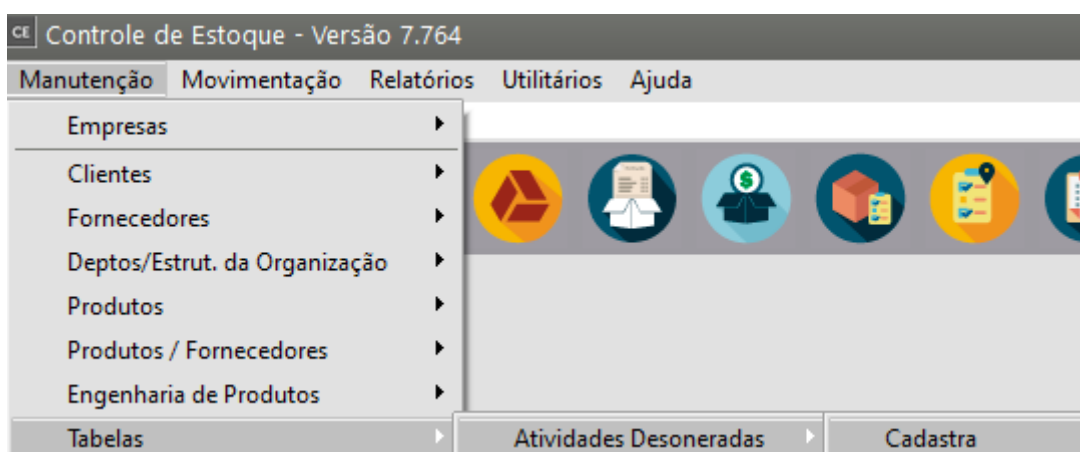 CE Controle de Estoque - Versão 7.764
Manutenção Movimentação Relatórios Utilitários Ajuda
Empresas
Clientes
Fornecedores
Deptos/Estrut. da Organização
Produtos
Produtos / Fornecedores
Engenharia de Produtos
Tabelas Atividades Desoneradas Cadastra